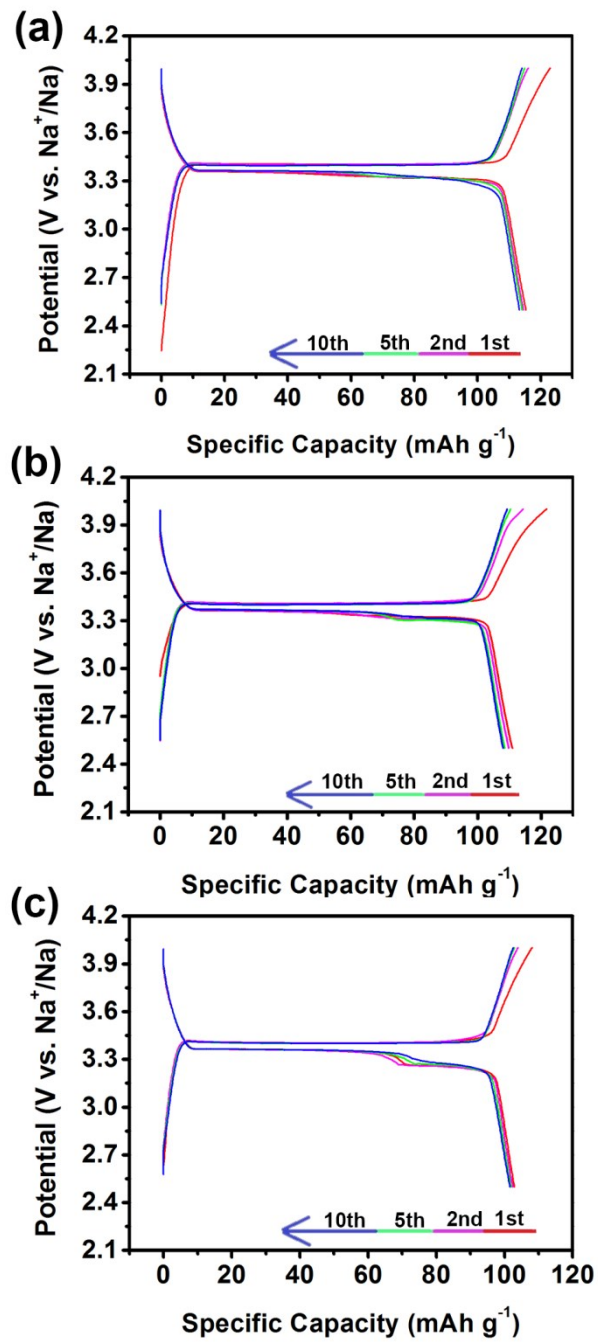 (a)
4.2
3.9
3.6
3.3
3.0
2.7
2.4
2.1
Potential (V vs. Na⁺/Na)
10th 5th 2nd 1st
0 20 40 60 80 100 120
Specific Capacity (mAh g⁻¹)
(b)
4.2
3.9
3.6
3.3
3.0
2.7
2.4
2.1
Potential (V vs. Na⁺/Na)
10th 5th 2nd 1st
0 20 40 60 80 100 120
Specific Capacity (mAh g⁻¹)
(c)
4.2
3.9
3.6
3.3
3.0
2.7
2.4
2.1
Potential (V vs. Na⁺/Na)
10th 5th 2nd 1st
0 20 40 60 80 100 120
Specific Capacity (mAh g⁻¹)